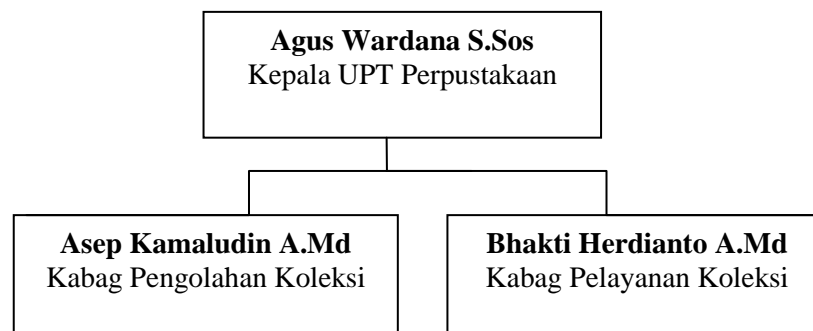 Agus Wardana S.Sos
Kepala UPT Perpustakaan
Asep Kamaludin A.Md
Kabag Pengolahan Koleksi
Bhakti Herdianto A.Md
Kabag Pelayanan Koleksi